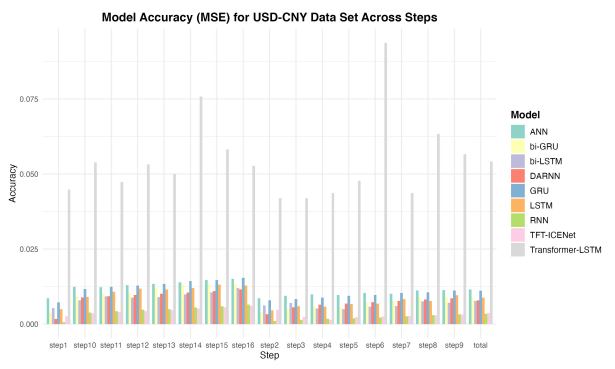 Model Accuracy (MSE) for USD-CNY Data Set Across Steps
Accuracy
0.075
0.050
0.025
0.000
step1 step10 step11 step12 step13 step14 step15 step16 step2 step3 step4 step5 step6 step7 step8 step9 total
Step
Model
ANN
bi-GRU
bi-LSTM
DARNN
GRU
LSTM
RNN
TFT-ICENet
Transformer-LSTM